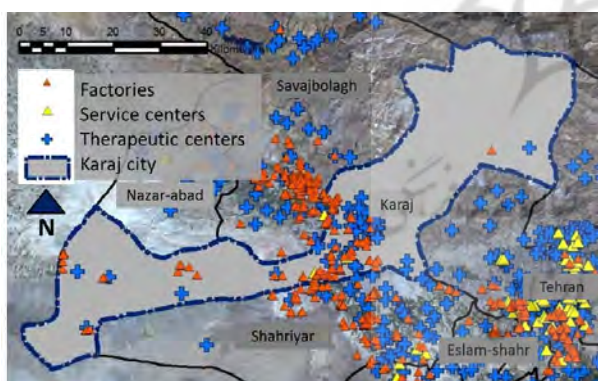 0 5 10 20 30 40
Kilom
Savajbolagh
Factories
Service centers
Therapeutic centers
Karaj city
Nazar-abad
Karaj
N
Tehran
Shahriyar
Eslam-shahr